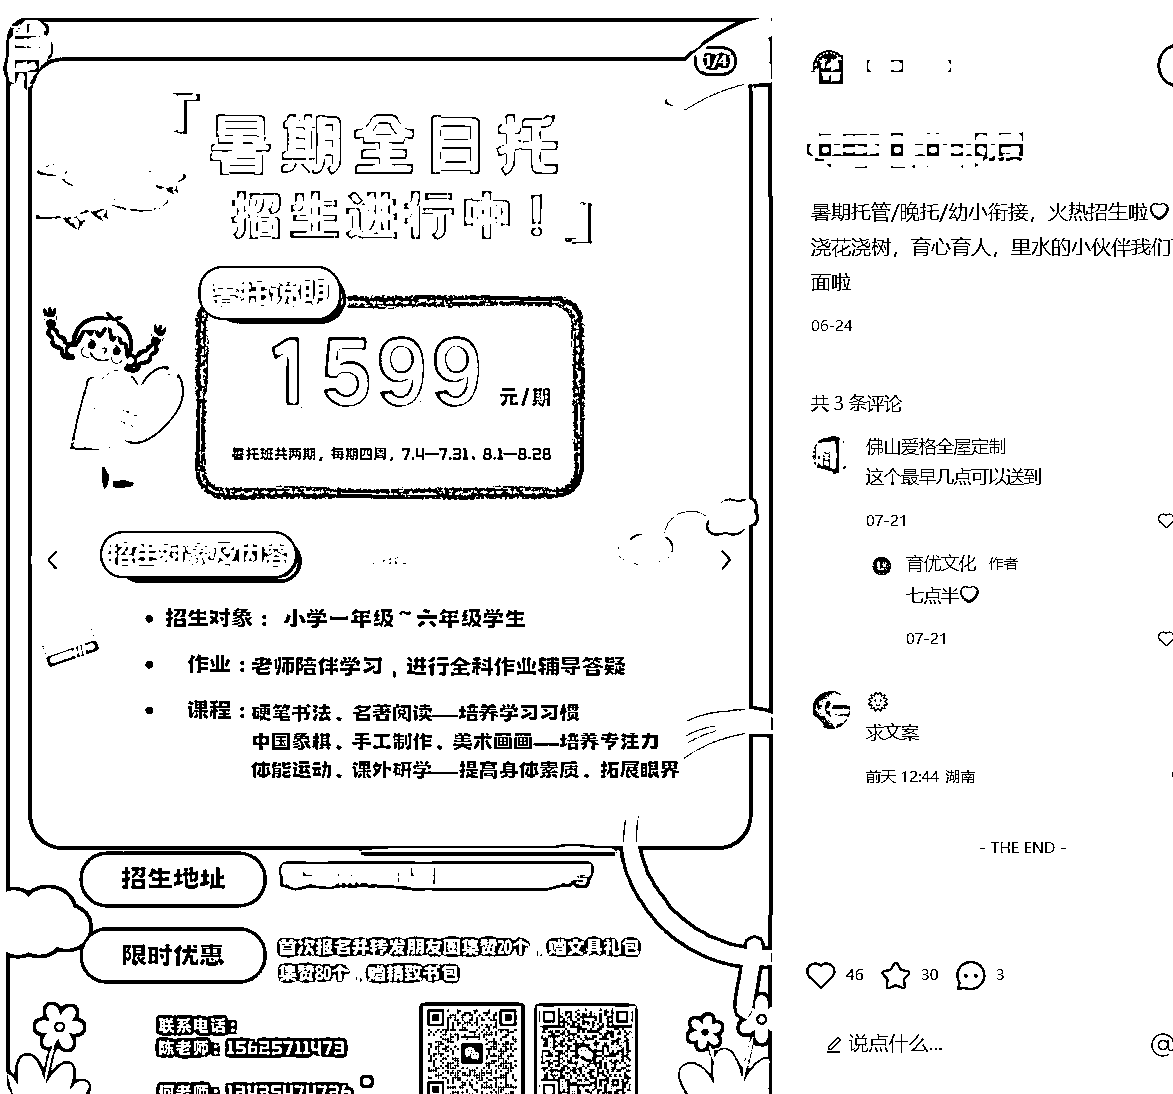 1/4
暑期全日托
招生进行中！
暑托说明
1599
元/期
暑托班共两期，每期四周，7.4—7.31、8.1—8.28
招生对象及内容
招生对象： 小学一年级~六年级学生
作业：老师陪伴学习，进行全科作业辅导答疑
课程：硬笔书法、名著阅读——培养学习习惯
中国象棋、手工制作、美术画画——培养专注力
体能运动、课外研学——提高身体素质、拓展眼界
招生地址
限时优惠
首次报名并转发朋友圈集赞20个，赠文具礼包
集赞80个，赠精致书包
联系电话：
陈老师：15625711473
何老师：
暑期托管/晚托/幼小衔接，火热招生啦
浇花浇树，育心育人，里水的小伙伴我们
面啦
06-24
共 3 条评论
佛山爱格全屋定制
这个最早几点可以送到
07-21
育优文化 作者
七点半
07-21
求文案
前天 12:44 湖南
- THE END -
46 30 3
说点什么...
@